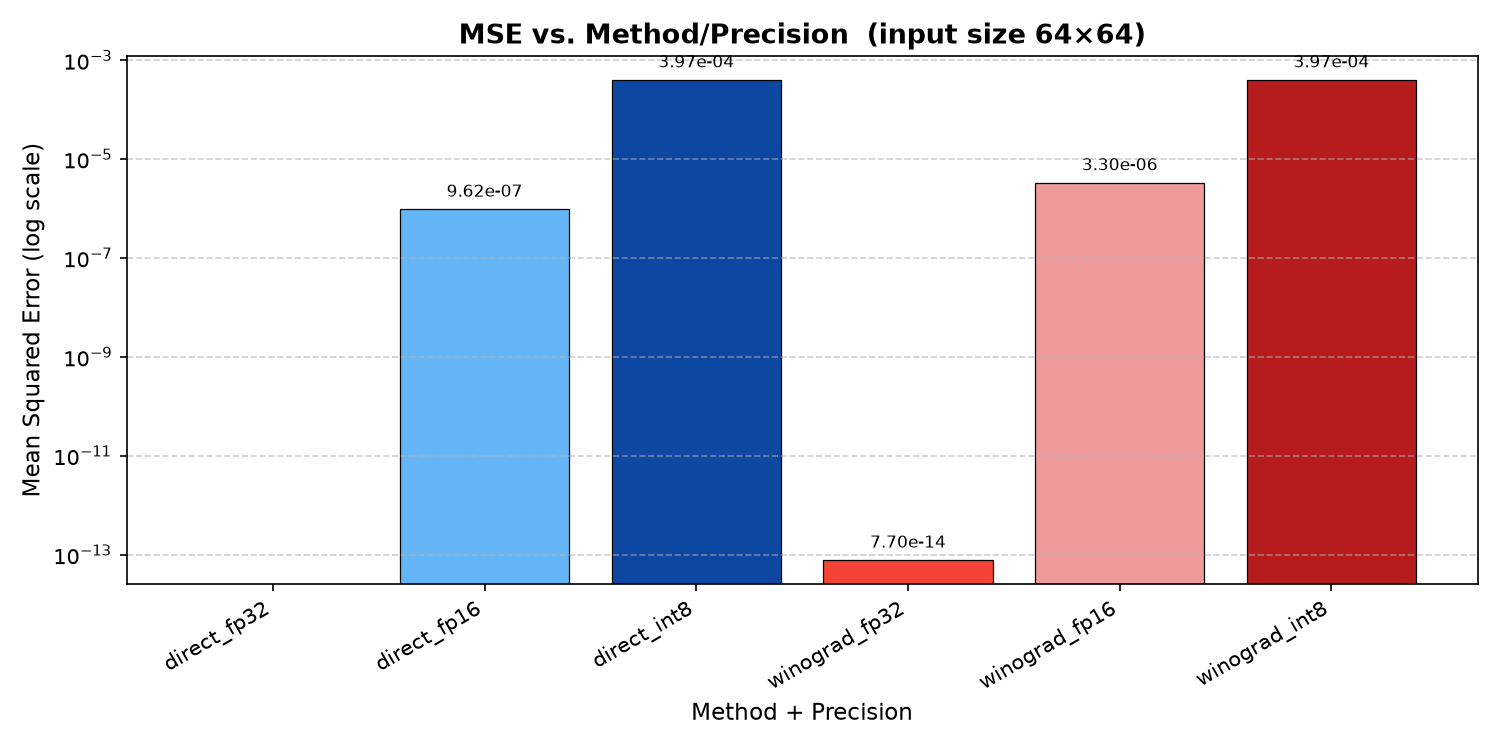 MSE vs. Method/Precision (input size 64×64)
Mean Squared Error (log scale)
10⁻³
10⁻⁵
10⁻⁷
10⁻⁹
10⁻¹¹
10⁻¹³
9.62e-07
3.97e-04
7.70e-14
3.30e-06
3.97e-04
direct_fp32
direct_fp16
direct_int8
winograd_fp32
winograd_fp16
winograd_int8
Method + Precision